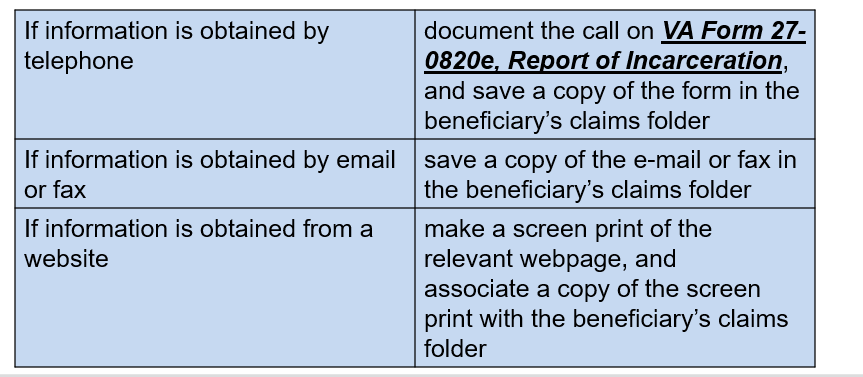 If information is obtained by
telephone
document the call on VA Form 27-
0820e, Report of Incarceration,
and save a copy of the form in the
beneficiary’s claims folder
If information is obtained by email
or fax
save a copy of the e-mail or fax in
the beneficiary’s claims folder
If information is obtained from a
website
make a screen print of the
relevant webpage, and
associate a copy of the screen
print with the beneficiary’s claims
folder